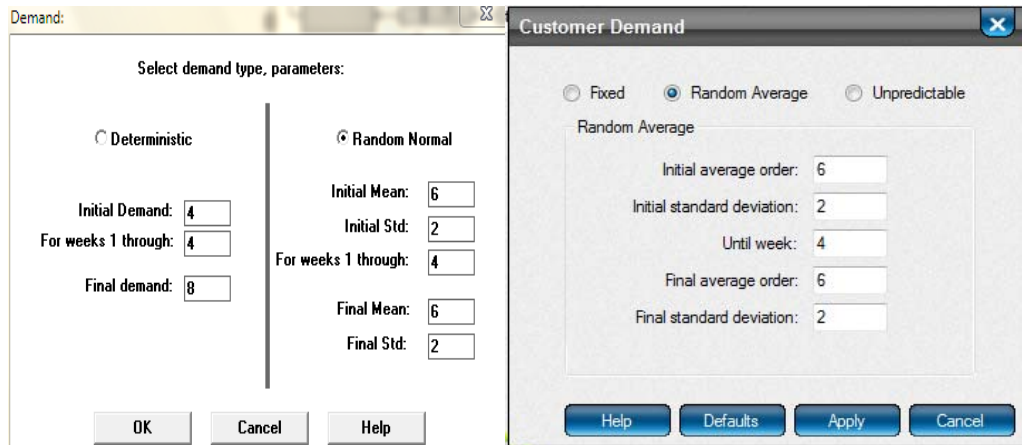 Demand:
Select demand type, parameters:
Deterministic
Initial Demand: 4
For weeks 1 through: 4
Final demand: 8
Random Normal
Initial Mean: 6
Initial Std: 2
For weeks 1 through: 4
Final Mean: 6
Final Std: 2
OK Cancel Help
Customer Demand
Fixed Random Average Unpredictable
Random Average
Initial average order: 6
Initial standard deviation: 2
Until week: 4
Final average order: 6
Final standard deviation: 2
Help Defaults Apply Cancel